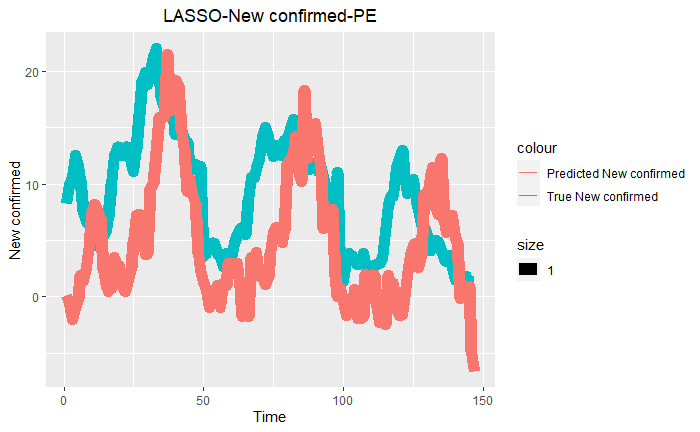 LASSO-New confirmed-PE
New confirmed
20
10
0
0
50
100
150
Time
colour
Predicted New confirmed
True New confirmed
size
1